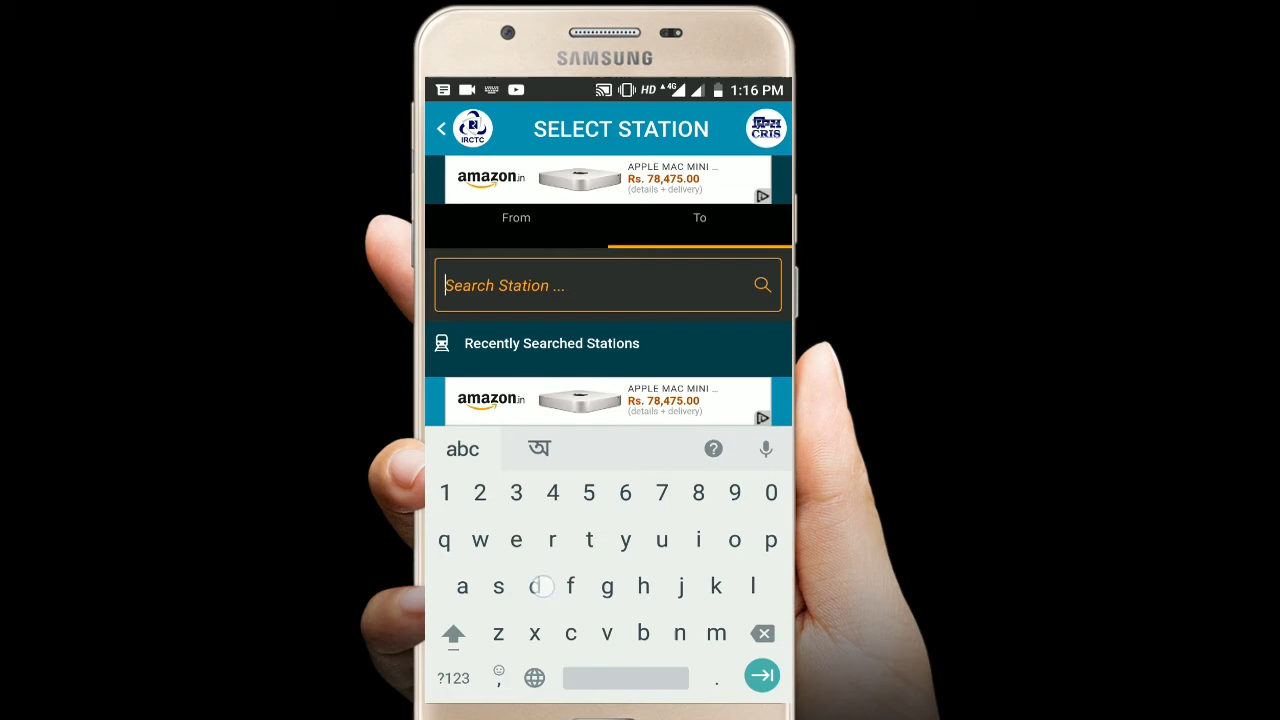 SAMSUNG
HD 4G 1:16 PM
IRCTC
SELECT STATION
क्रिस
CRIS
amazon.in
APPLE MAC MINI ...
Rs. 78,475.00
(details + delivery)
From To
Search Station ...
Recently Searched Stations
amazon.in
APPLE MAC MINI ...
Rs. 78,475.00
(details + delivery)
abc অ
1 2 3 4 5 6 7 8 9 0
q w e r t y u i o p
a s d f g h j k l
z x c v b n m
?123 , .